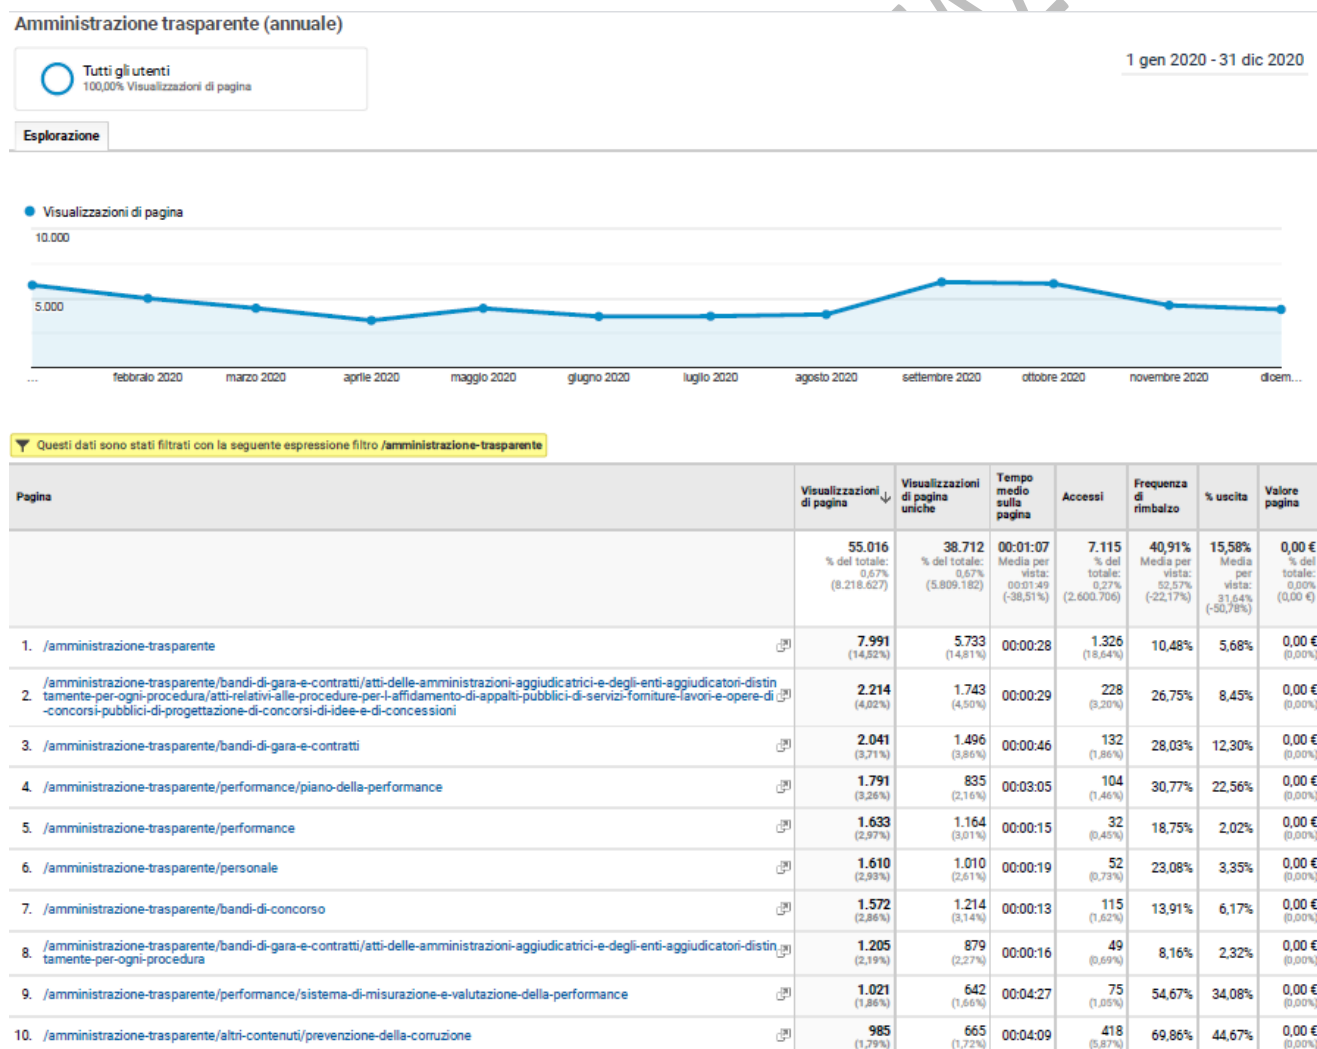 Amministrazione trasparente (annuale)
Tutti gli utenti
100,00% Visualizzazioni di pagina
1 gen 2020 - 31 dic 2020
Esplorazione
Visualizzazioni di pagina
10.000
5.000
... febbraio 2020 marzo 2020 aprile 2020 maggio 2020 giugno 2020 luglio 2020 agosto 2020 settembre 2020 ottobre 2020 novembre 2020 dicem...
Questi dati sono stati filtrati con la seguente espressione filtro /amministrazione-trasparente
Pagina
Visualizzazioni
di pagina
Visualizzazioni
di pagina
uniche
Tempo
medio
sulla
pagina
Accessi
Frequenza
di
rimbalzo
% uscita
Valore
pagina
55.016
% del totale:
0,67%
(8.218.627)
38.712
% del totale:
0,67%
(5.809.182)
00:01:07
Media per
vista:
00:01:49
(-38,51%)
7.115
% del
totale:
0,27%
(2.600.706)
40,91%
Media per
vista:
52,57%
(-22,17%)
15,58%
Media
per
vista:
31,64%
(-50,78%)
0,00 €
% del
totale:
0,00%
(0,00 €)
1. /amministrazione-trasparente
7.991 5.733 00:00:28 1.326 10,48% 5,68% 0,00 €
(14,52%) (14,81%) (18,64%) (0,00%)
/amministrazione-trasparente/bandi-di-gara-e-contratti/atti-delle-amministrazioni-aggiudicatrici-e-degli-enti-aggiudicatori-distin
2. tamente-per-ogni-procedura/atti-relativi-alle-procedure-per-l-affidamento-di-appalti-pubblici-di-servizi-forniture-lavori-e-opere-di
-concorsi-pubblici-di-progettazione-di-concorsi-di-idee-e-di-concessioni
2.214 1.743 00:00:29 228 26,75% 8,45% 0,00 €
(4,02%) (4,50%) (3,20%) (0,00%)
3. /amministrazione-trasparente/bandi-di-gara-e-contratti
2.041 1.496 00:00:46 132 28,03% 12,30% 0,00 €
(3,71%) (3,86%) (1,86%) (0,00%)
4. /amministrazione-trasparente/performance/piano-della-performance
1.791 835 00:03:05 104 30,77% 22,56% 0,00 €
(3,26%) (2,16%) (1,46%) (0,00%)
5. /amministrazione-trasparente/performance
1.633 1.164 00:00:15 32 18,75% 2,02% 0,00 €
(2,97%) (3,01%) (0,45%) (0,00%)
6. /amministrazione-trasparente/personale
1.610 1.010 00:00:19 52 23,08% 3,35% 0,00 €
(2,93%) (2,61%) (0,73%) (0,00%)
7. /amministrazione-trasparente/bandi-di-concorso
1.572 1.214 00:00:13 115 13,91% 6,17% 0,00 €
(2,86%) (3,14%) (1,62%) (0,00%)
/amministrazione-trasparente/bandi-di-gara-e-contratti/atti-delle-amministrazioni-aggiudicatrici-e-degli-enti-aggiudicatori-distin
8. tamente-per-ogni-procedura
1.205 879 00:00:16 49 8,16% 2,32% 0,00 €
(2,19%) (2,27%) (0,69%) (0,00%)
9. /amministrazione-trasparente/performance/sistema-di-misurazione-e-valutazione-della-performance
1.021 642 00:04:27 75 54,67% 34,08% 0,00 €
(1,86%) (1,66%) (1,05%) (0,00%)
10. /amministrazione-trasparente/altri-contenuti/prevenzione-della-corruzione
985 665 00:04:09 418 69,86% 44,67% 0,00 €
(1,79%) (1,72%) (5,87%) (0,00%)